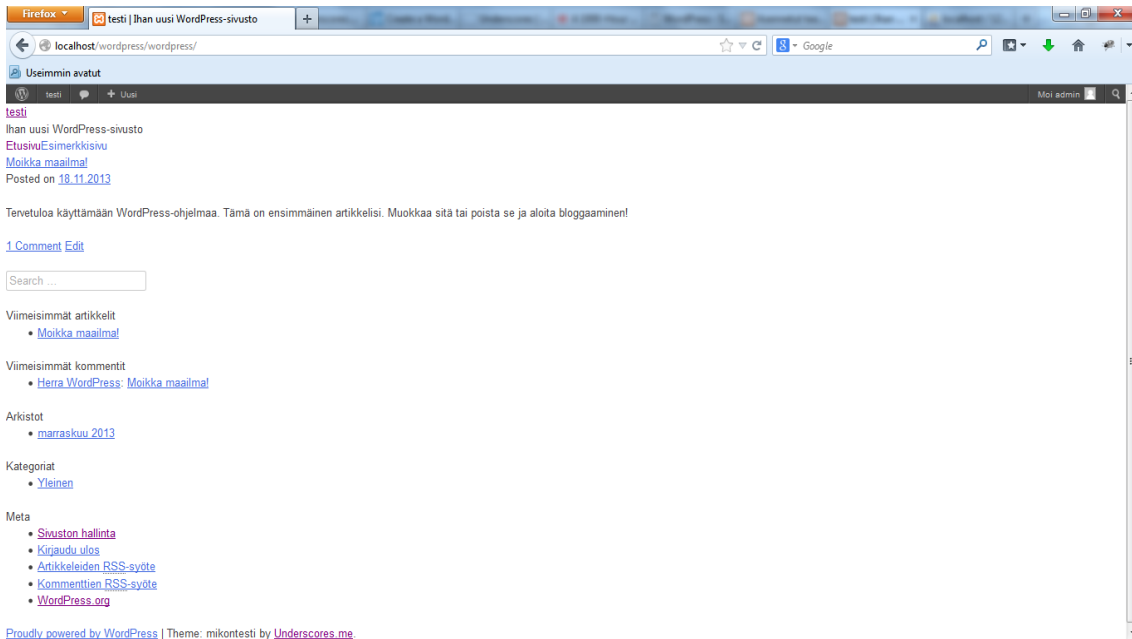 Firefox
testi | Ihan uusi WordPress-sivusto
localhost/wordpress/wordpress/
Google
Useimmin avatut
testi
Uusi
Moi admin
testi
Ihan uusi WordPress-sivusto
EtusivuEsimerkkisivu
Moikka maailma!
Posted on 18.11.2013
Tervetuloa käyttämään WordPress-ohjelmaa. Tämä on ensimmäinen artikkelisi. Muokkaa sitä tai poista se ja aloita bloggaaminen!
1 Comment Edit
Search ...
Viimeisimmät artikkelit
Moikka maailma!
Viimeisimmät kommentit
Herra WordPress: Moikka maailma!
Arkistot
marraskuu 2013
Kategoriat
Yleinen
Meta
Sivuston hallinta
Kirjaudu ulos
Artikkeleiden RSS-syöte
Kommenttien RSS-syöte
WordPress.org
Proudly powered by WordPress | Theme: mikontesti by Underscores.me.